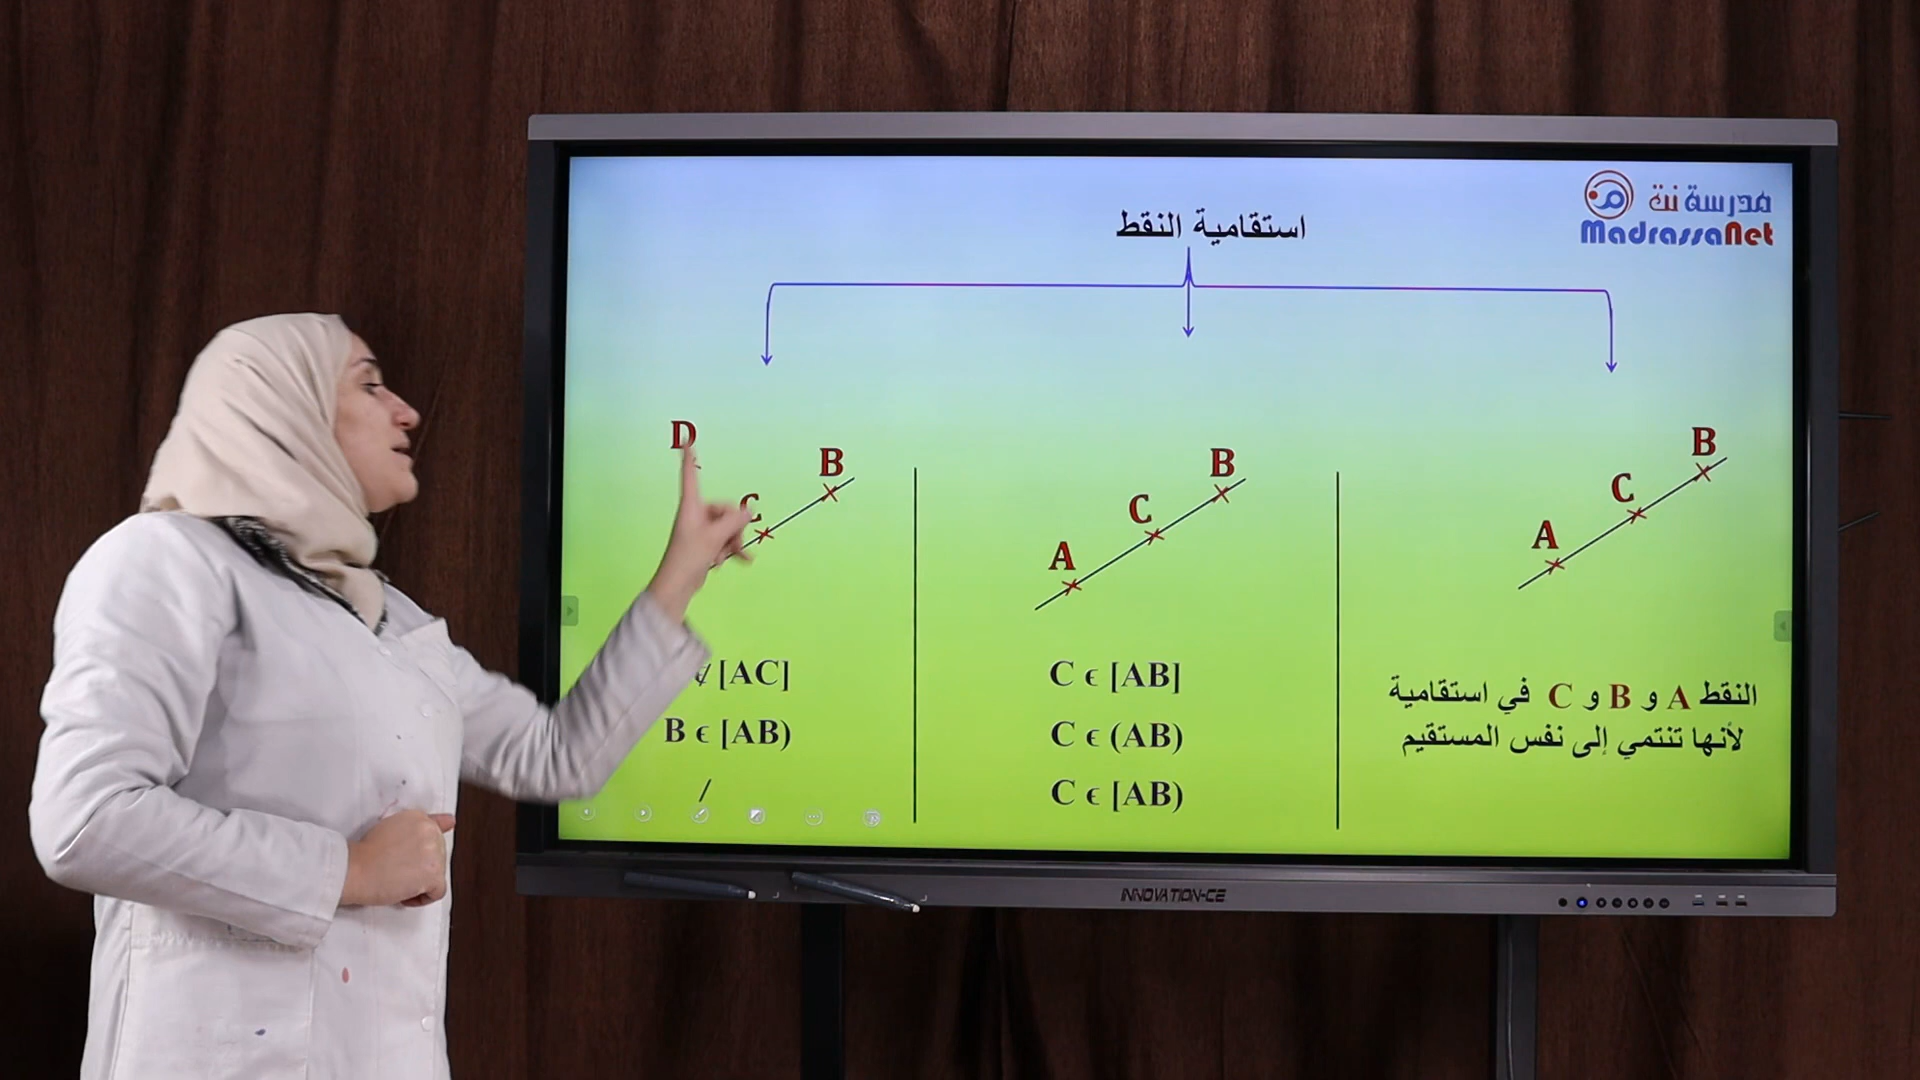 مدرسة نت
MadrassaNet
استقامية النقط
B
C
A
النقط A و B و C في استقامية
لأنها تنتمي إلى نفس المستقيم
B
C
A
C ϵ [AB]
C ϵ (AB)
C ϵ [AB)
D
B
C
∉ [AC]
B ϵ [AB)
/
INNOVATION-CE